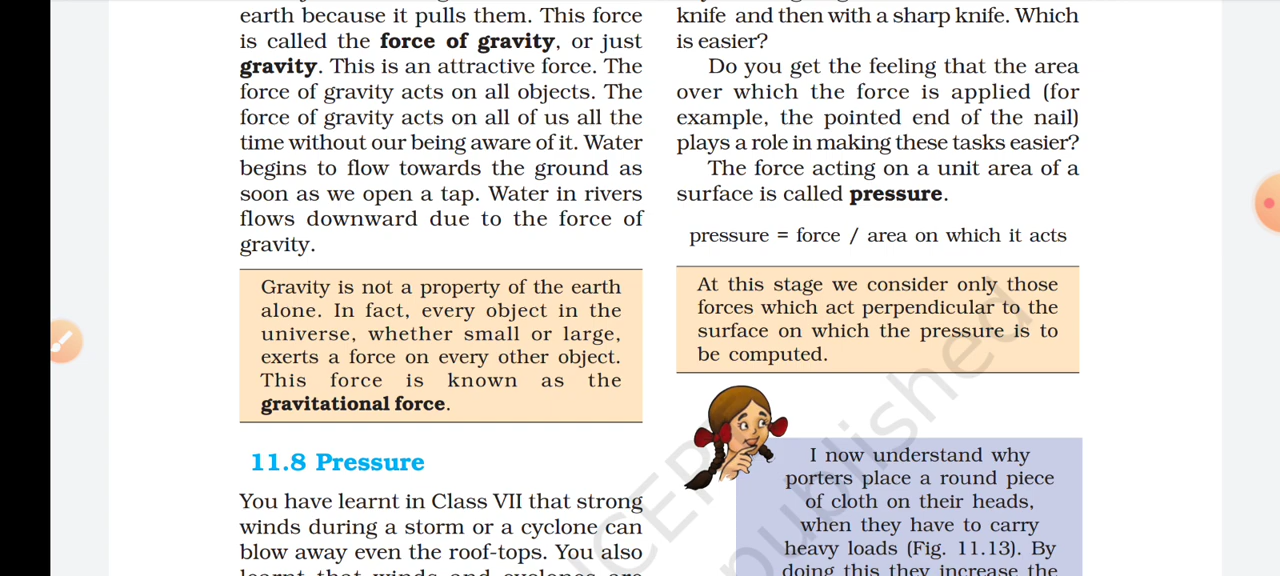 earth because it pulls them. This force
is called the force of gravity, or just
gravity. This is an attractive force. The
force of gravity acts on all objects. The
force of gravity acts on all of us all the
time without our being aware of it. Water
begins to flow towards the ground as
soon as we open a tap. Water in rivers
flows downward due to the force of
gravity.
Gravity is not a property of the earth
alone. In fact, every object in the
universe, whether small or large,
exerts a force on every other object.
This force is known as the
gravitational force.
11.8 Pressure
You have learnt in Class VII that strong
winds during a storm or a cyclone can
blow away even the roof-tops. You also
learnt that winds and cyclones are
knife and then with a sharp knife. Which
is easier?
Do you get the feeling that the area
over which the force is applied (for
example, the pointed end of the nail)
plays a role in making these tasks easier?
The force acting on a unit area of a
surface is called pressure.
pressure = force / area on which it acts
At this stage we consider only those
forces which act perpendicular to the
surface on which the pressure is to
be computed.
I now understand why
porters place a round piece
of cloth on their heads,
when they have to carry
heavy loads (Fig. 11.13). By
doing this they increase the